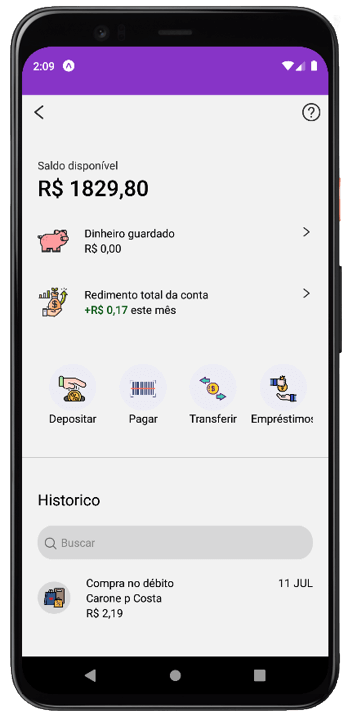 2:09
Saldo disponível
R$ 1829,80
Dinheiro guardado
R$ 0,00
Redimento total da conta
+R$ 0,17 este mês
Depositar Pagar Transferir Empréstimos
Historico
Buscar
Compra no débito 11 JUL
Carone p Costa
R$ 2,19